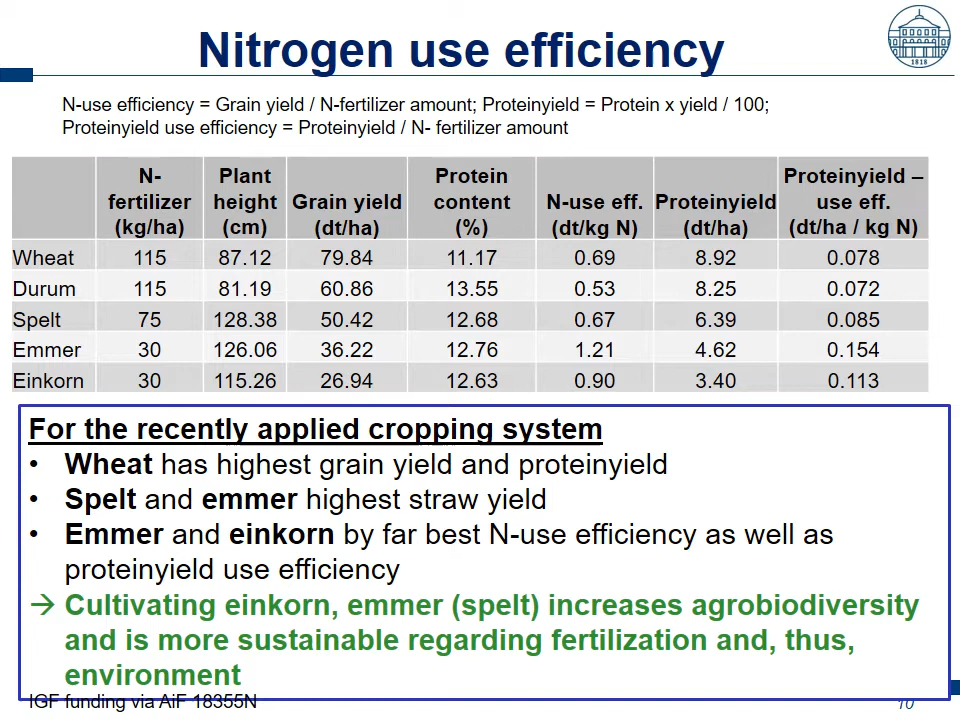 Nitrogen use efficiency
1818
N-use efficiency = Grain yield / N-fertilizer amount; Proteinyield = Protein x yield / 100;
Proteinyield use efficiency = Proteinyield / N- fertilizer amount
N-fertilizer (kg/ha) Plant height (cm) Grain yield (dt/ha) Protein content (%) N-use eff. (dt/kg N) Proteinyield (dt/ha) Proteinyield – use eff. (dt/ha / kg N)
Wheat 115 87.12 79.84 11.17 0.69 8.92 0.078
Durum 115 81.19 60.86 13.55 0.53 8.25 0.072
Spelt 75 128.38 50.42 12.68 0.67 6.39 0.085
Emmer 30 126.06 36.22 12.76 1.21 4.62 0.154
Einkorn 30 115.26 26.94 12.63 0.90 3.40 0.113
For the recently applied cropping system
• Wheat has highest grain yield and proteinyield
• Spelt and emmer highest straw yield
• Emmer and einkorn by far best N-use efficiency as well as
proteinyield use efficiency
→ Cultivating einkorn, emmer (spelt) increases agrobiodiversity
and is more sustainable regarding fertilization and, thus,
environment
IGF funding via AiF 18355N
10